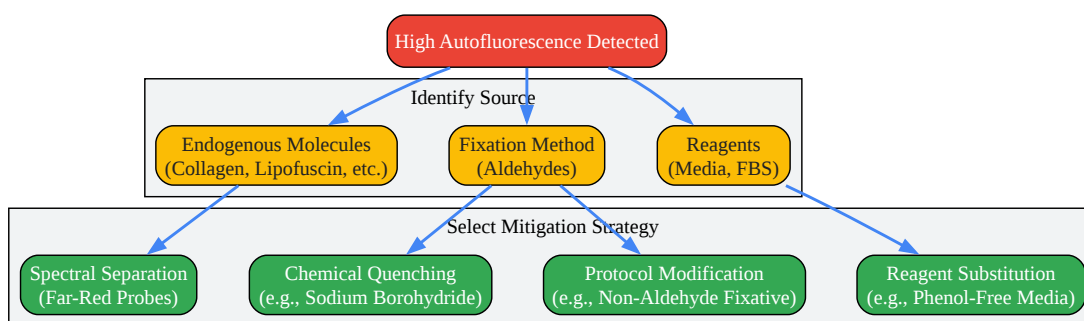 High Autofluorescence Detected
Identify Source
Endogenous Molecules
(Collagen, Lipofuscin, etc.)
Fixation Method
(Aldehydes)
Reagents
(Media, FBS)
Select Mitigation Strategy
Spectral Separation
(Far-Red Probes)
Chemical Quenching
(e.g., Sodium Borohydride)
Protocol Modification
(e.g., Non-Aldehyde Fixative)
Reagent Substitution
(e.g., Phenol-Free Media)